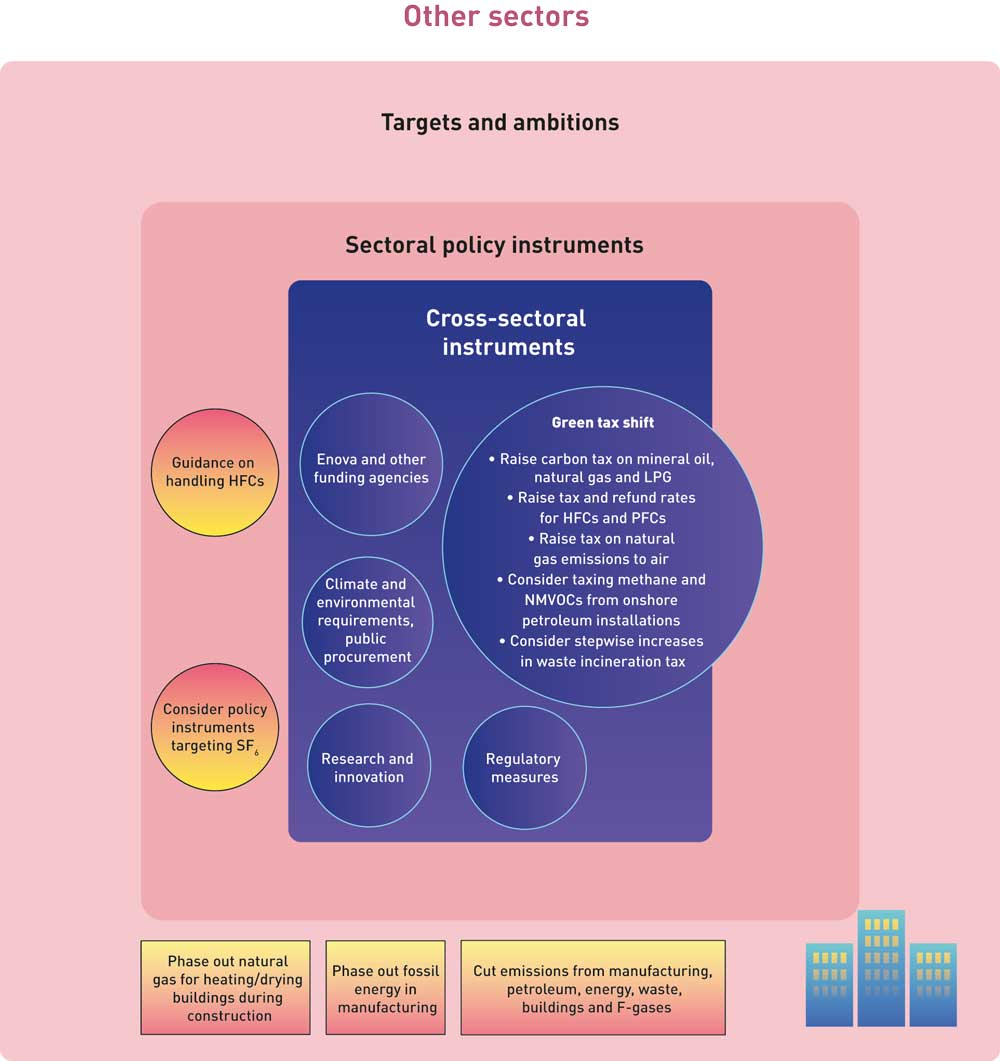 Other sectors
Targets and ambitions
Sectoral policy instruments
Cross-sectoral
instruments
Guidance on
handling HFCs
Consider policy
instruments
targeting SF₆
Enova and other
funding agencies
Climate and
environmental
requirements,
public
procurement
Research and
innovation
Regulatory
measures
Green tax shift
• Raise carbon tax on mineral oil,
natural gas and LPG
• Raise tax and refund rates
for HFCs and PFCs
• Raise tax on natural
gas emissions to air
• Consider taxing methane and
NMVOCs from onshore
petroleum installations
• Consider stepwise increases
in waste incineration tax
Phase out natural
gas for heating/drying
buildings during
construction
Phase out fossil
energy in
manufacturing
Cut emissions from manufacturing,
petroleum, energy, waste,
buildings and F-gases